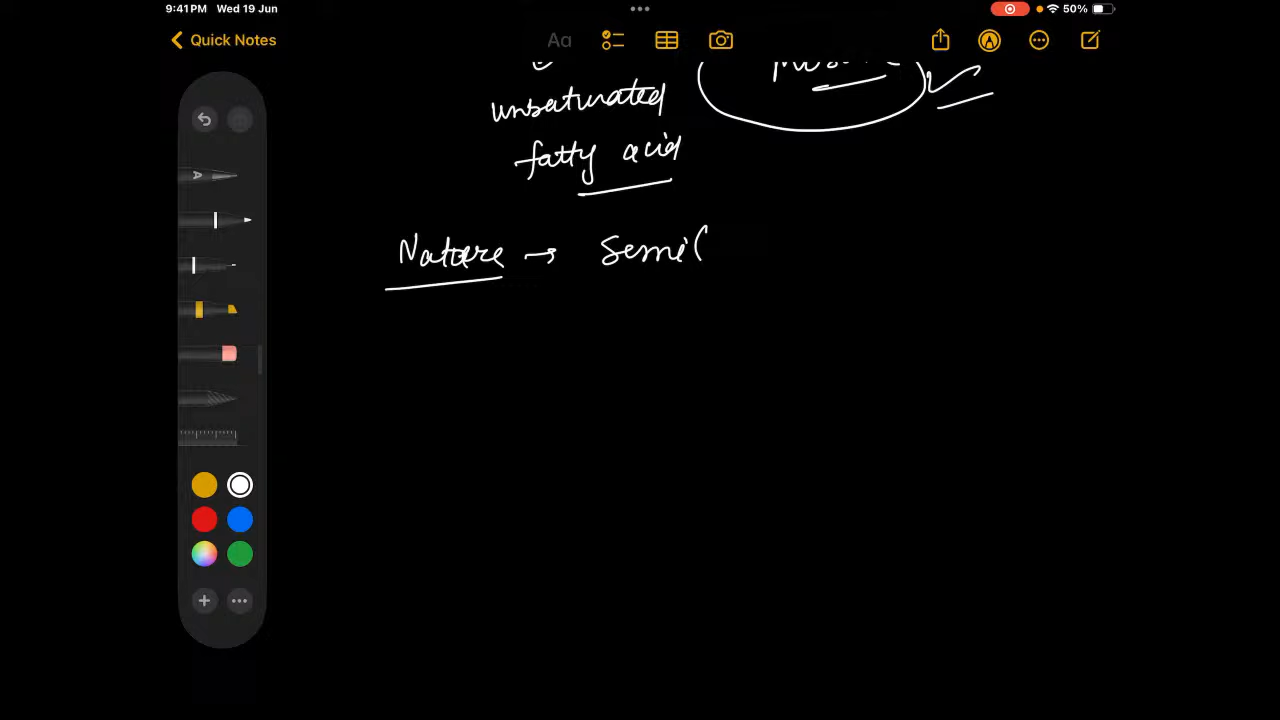 9:41 PM Wed 19 Jun
50%
Quick Notes
Aa
unsaturated
fatty acid
Nature → Semi(